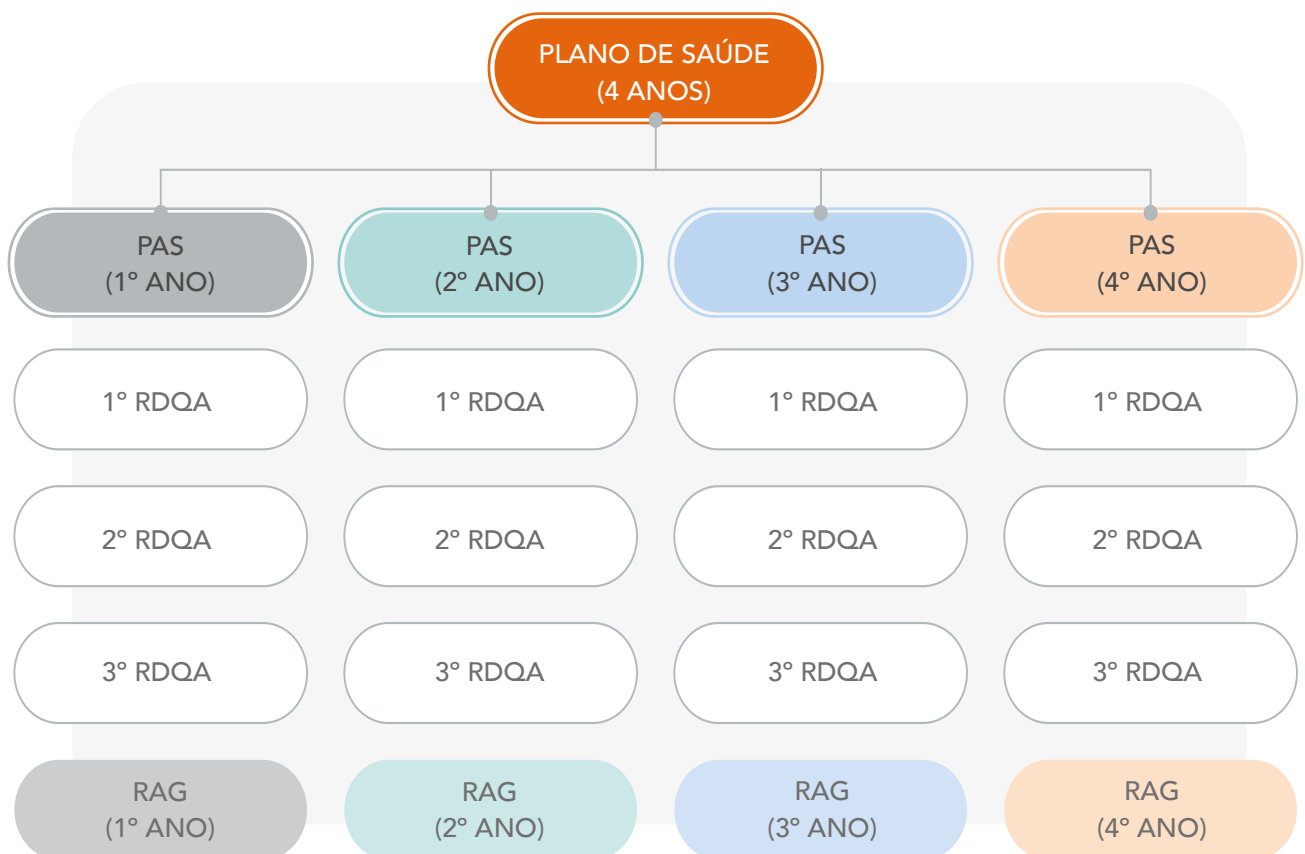 PLANO DE SAÚDE
(4 ANOS)
PAS
(1º ANO)
PAS
(2º ANO)
PAS
(3º ANO)
PAS
(4º ANO)
1º RDQA
1º RDQA
1º RDQA
1º RDQA
2º RDQA
2º RDQA
2º RDQA
2º RDQA
3º RDQA
3º RDQA
3º RDQA
3º RDQA
RAG
(1º ANO)
RAG
(2º ANO)
RAG
(3º ANO)
RAG
(4º ANO)